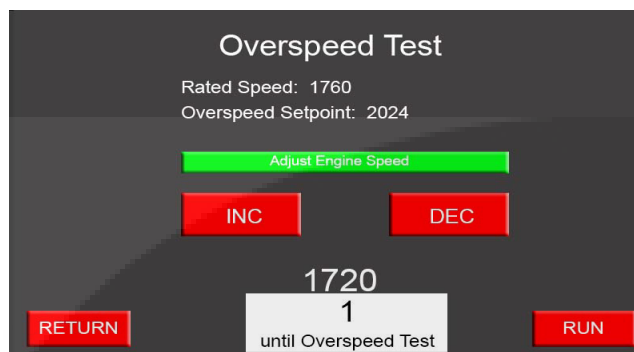 Overspeed Test
Rated Speed: 1760
Overspeed Setpoint: 2024
Adjust Engine Speed
INC DEC
1720
1
until Overspeed Test
RETURN RUN